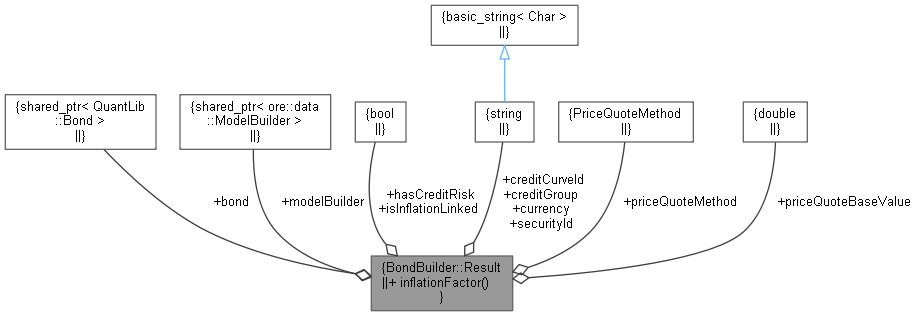 {basic_string< Char >
||}
{shared_ptr< QuantLib
::Bond >
||}
{shared_ptr< ore::data
::ModelBuilder >
||}
{bool
||}
{string
||}
{PriceQuoteMethod
||}
{double
||}
+bond
+modelBuilder
+hasCreditRisk
+isInflationLinked
+creditCurveId
+creditGroup
+currency
+securityId
+priceQuoteMethod
+priceQuoteBaseValue
{BondBuilder::Result
||+ inflationFactor()
}